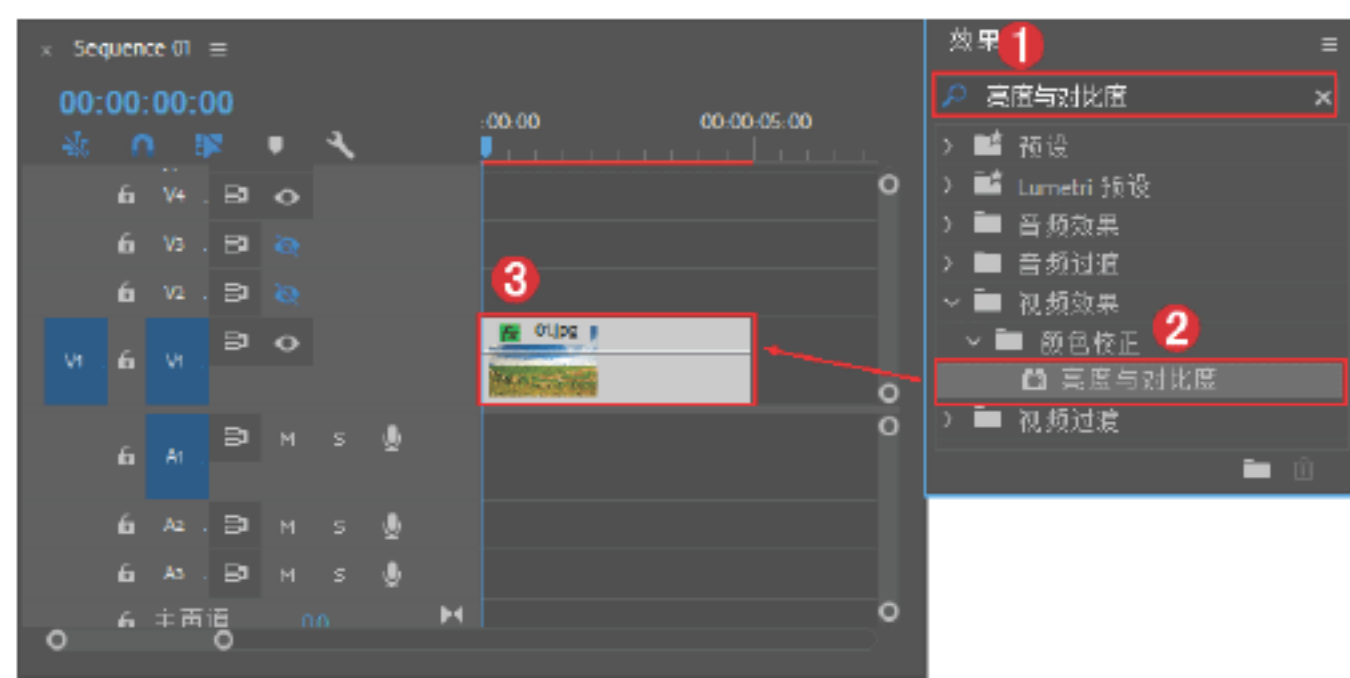 × Sequence 01 ≡
00:00:00:00
:00:00 00:00:05:00
V4
V3
V2
V1 V1
3
01.jpg
A1 M S
A2 M S
A3 M S
主声道 0.0
效果
1
亮度与对比度 ×
预设
Lumetri 预设
音频效果
音频过渡
视频效果
颜色校正
2
亮度与对比度
视频过渡